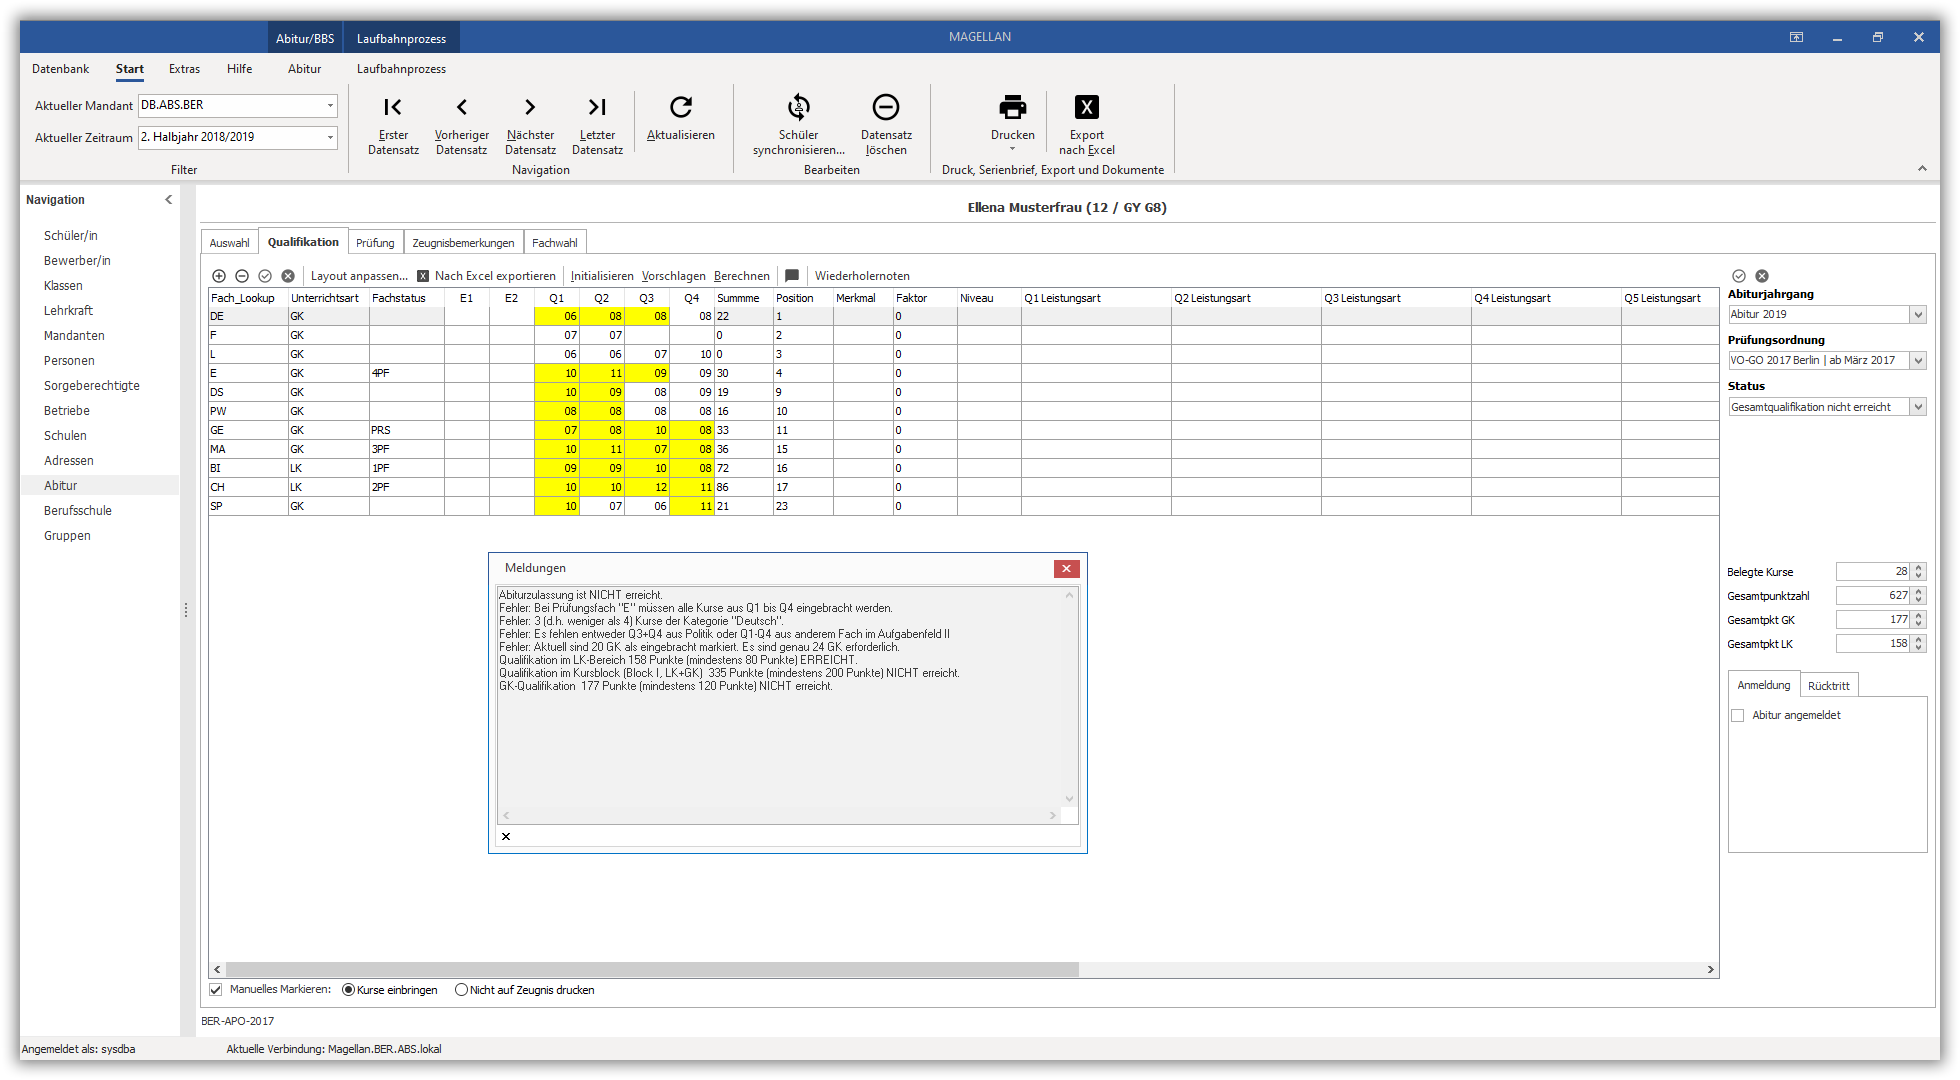 Abitur/BBS Laufbahnprozess MAGELLAN
Datenbank Start Extras Hilfe Abitur Laufbahnprozess
Aktueller Mandant DB.ABS.BER
Aktueller Zeitraum 2. Halbjahr 2018/2019
Filter
Erster Datensatz
Vorheriger Datensatz
Nächster Datensatz
Letzter Datensatz
Aktualisieren
Navigation
Schüler synchronisieren...
Datensatz löschen
Bearbeiten
Drucken
Export nach Excel
Druck, Serienbrief, Export und Dokumente
Navigation
Schüler/in
Bewerber/in
Klassen
Lehrkraft
Mandanten
Personen
Sorgeberechtigte
Betriebe
Schulen
Adressen
Abitur
Berufsschule
Gruppen
Ellena Musterfrau (12 / GY G8)
Auswahl Qualifikation Prüfung Zeugnisbemerkungen Fachwahl
Layout anpassen... Nach Excel exportieren Initialisieren Vorschlagen Berechnen Wiederholernoten
Fach_Lookup Unterrichtsart Fachstatus E1 E2 Q1 Q2 Q3 Q4 Summme Position Merkmal Faktor Niveau Q1 Leistungsart Q2 Leistungsart Q3 Leistungsart Q4 Leistungsart Q5 Leistungsart
DE GK 06 08 08 08 22 1 0
F GK 07 07 0 2 0
L GK 06 06 07 10 0 3 0
E GK 4PF 10 11 09 09 30 4 0
DS GK 10 09 08 09 19 9 0
PW GK 08 08 08 08 16 10 0
GE GK PRS 07 08 10 08 33 11 0
MA GK 3PF 10 11 07 08 36 15 0
BI LK 1PF 09 09 10 08 72 16 0
CH LK 2PF 10 10 12 11 86 17 0
SP GK 10 07 06 11 21 23 0
Meldungen
Abiturzulassung ist NICHT erreicht.
Fehler: Bei Prüfungsfach "E" müssen alle Kurse aus Q1 bis Q4 eingebracht werden.
Fehler: 3 (d.h. weniger als 4) Kurse der Kategorie "Deutsch".
Fehler: Es fehlen entweder Q3+Q4 aus Politik oder Q1-Q4 aus anderem Fach im Aufgabenfeld II
Fehler: Aktuell sind 20 GK als eingebracht markiert. Es sind genau 24 GK erforderlich.
Qualifikation im LK-Bereich 158 Punkte (mindestens 80 Punkte) ERREICHT.
Qualifikation im Kursblock (Block I, LK+GK)  335 Punkte (mindestens 200 Punkte) NICHT erreicht.
GK-Qualifikation  177 Punkte (mindestens 120 Punkte) NICHT erreicht.
Manuelles Markieren: Kurse einbringen Nicht auf Zeugnis drucken
BER-APO-2017
Abiturjahrgang
Abitur 2019
Prüfungsordnung
VO-GO 2017 Berlin | ab März 2017
Status
Gesamtqualifikation nicht erreicht
Belegte Kurse 28
Gesamtpunktzahl 627
Gesamtpkt GK 177
Gesamtpkt LK 158
Anmeldung Rücktritt
Abitur angemeldet
Angemeldet als: sysdba Aktuelle Verbindung: Magellan.BER.ABS.lokal